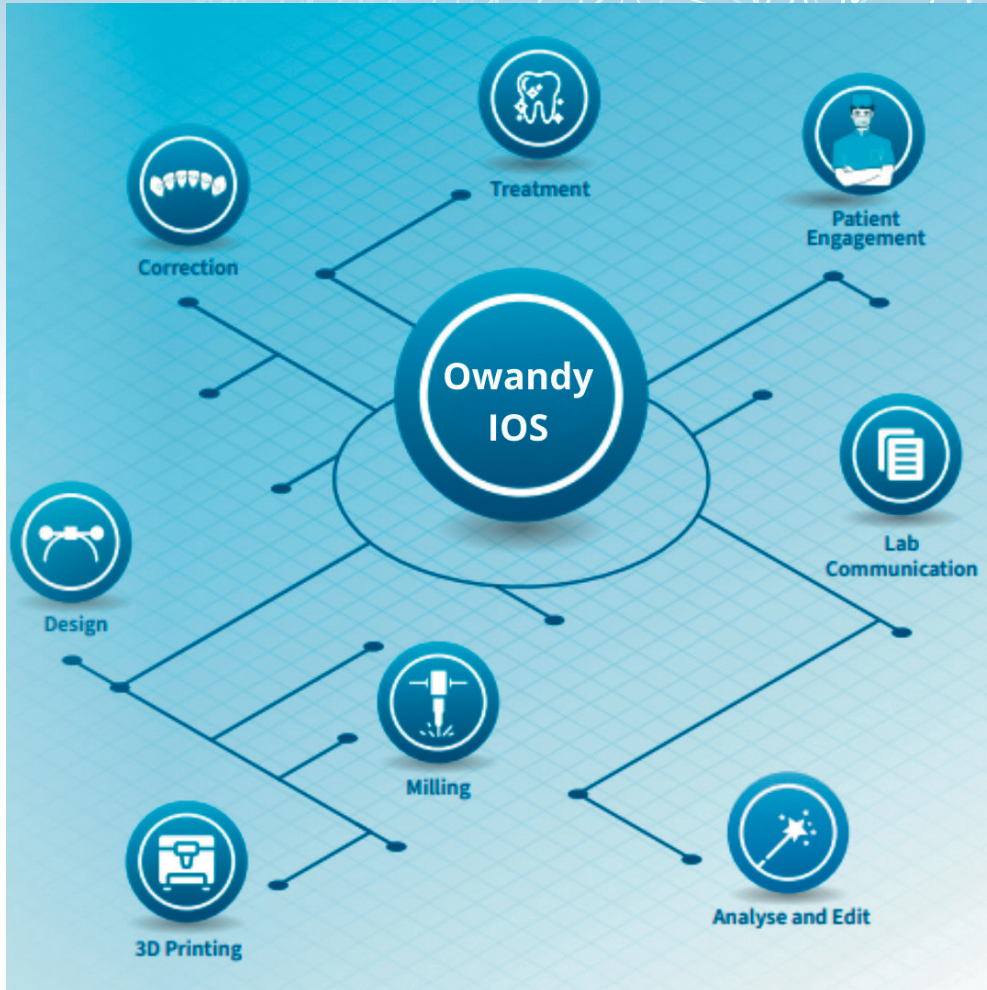 Treatment
Patient
Engagement
Correction
Owandy
IOS
Lab
Communication
Design
Milling
Analyse and Edit
3D Printing